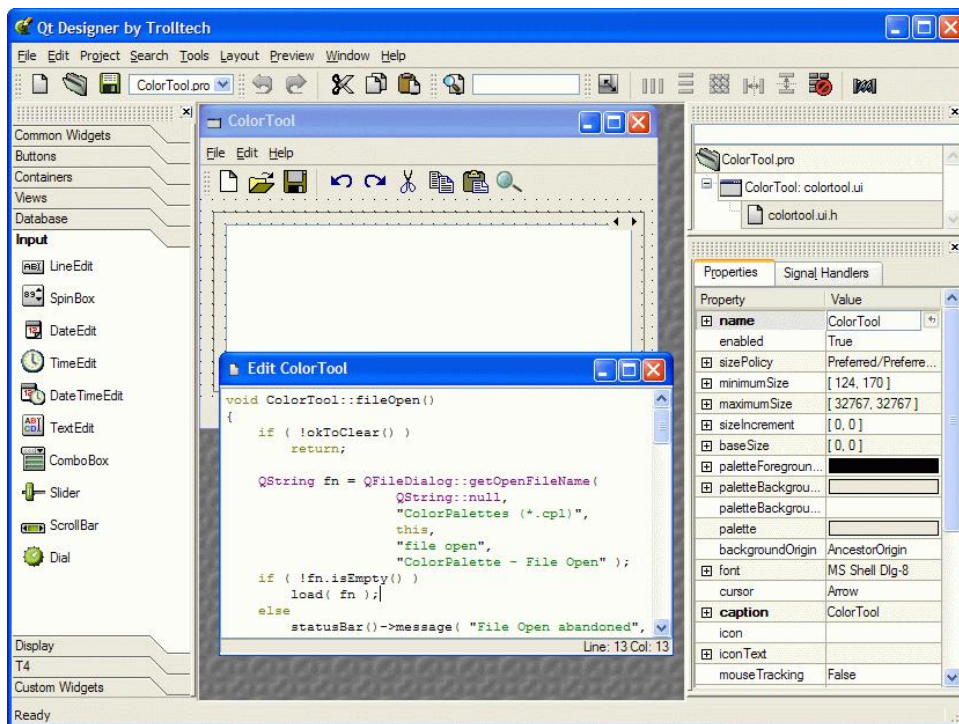 Qt Designer by Trolltech
File Edit Project Search Tools Layout Preview Window Help
ColorTool.pro
Common Widgets
Buttons
Containers
Views
Database
Input
LineEdit
SpinBox
DateEdit
TimeEdit
DateTimeEdit
TextEdit
ComboBox
Slider
ScrollBar
Dial
Display
T4
Custom Widgets
ColorTool
File Edit Help
Edit ColorTool
void ColorTool::fileOpen()
{
if ( !okToClear() )
return;
QString fn = QFileDialog::getOpenFileName(
QString::null,
"ColorPalettes (*.cpl)",
this,
"file open",
"ColorPalette - File Open" );
if ( !fn.isEmpty() )
load( fn );
else
statusBar()->message( "File Open abandoned",
Line: 13 Col: 13
ColorTool.pro
ColorTool: colortool.ui
colortool.ui.h
Properties Signal Handlers
Property Value
name ColorTool
enabled True
sizePolicy Preferred/Preferre...
minimumSize [ 124, 170 ]
maximumSize [ 32767, 32767 ]
sizeIncrement [ 0, 0 ]
baseSize [ 0, 0 ]
paletteForegroun...
paletteBackgrou...
paletteBackgrou...
palette
backgroundOrigin AncestorOrigin
font MS Shell Dlg-8
cursor Arrow
caption ColorTool
icon
iconText
mouseTracking False
Ready